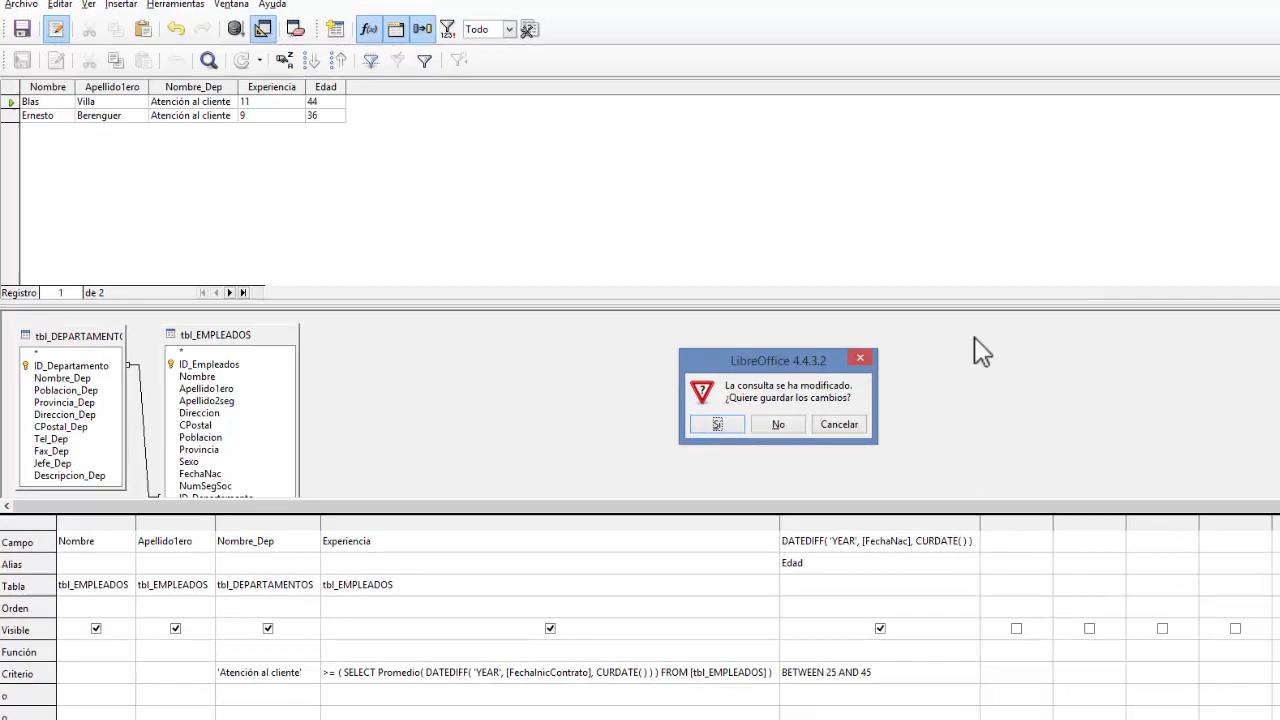 Archivo Editar Ver Insertar Herramientas Ventana Ayuda
f(x) Todo
Nombre Apellido1ero Nombre_Dep Experiencia Edad
Blas Villa Atención al cliente 11 44
Ernesto Berenguer Atención al cliente 9 36
Registro 1 de 2
tbl_DEPARTAMENTO
*
ID_Departamento
Nombre_Dep
Poblacion_Dep
Provincia_Dep
Direccion_Dep
CPostal_Dep
Tel_Dep
Fax_Dep
Jefe_Dep
Descripcion_Dep
tbl_EMPLEADOS
*
ID_Empleados
Nombre
Apellido1ero
Apellido2seg
Direccion
CPostal
Poblacion
Provincia
Sexo
FechaNac
NumSegSoc
ID_Departamento
LibreOffice 4.4.3.2
La consulta se ha modificado.
¿Quiere guardar los cambios?
Sí No Cancelar
Campo Nombre Apellido1ero Nombre_Dep Experiencia DATEDIFF( 'YEAR', [FechaNac], CURDATE( ) )
Alias Edad
Tabla tbl_EMPLEADOS tbl_EMPLEADOS tbl_DEPARTAMENTOS tbl_EMPLEADOS
Orden
Visible
Función
Criterio 'Atención al cliente' >= ( SELECT Promedio( DATEDIFF( 'YEAR', [FechaInicContrato], CURDATE( ) ) ) FROM [tbl_EMPLEADOS] ) BETWEEN 25 AND 45
o
o